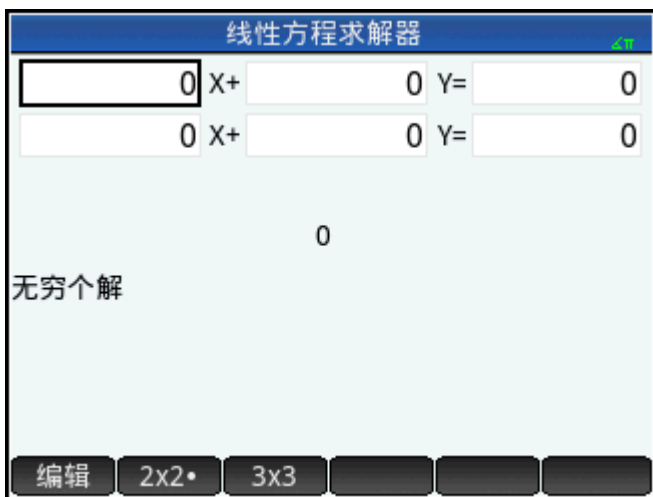 线性方程求解器 ∡π
0 X+ 0 Y= 0
0 X+ 0 Y= 0
0
无穷个解
编辑 2x2• 3x3